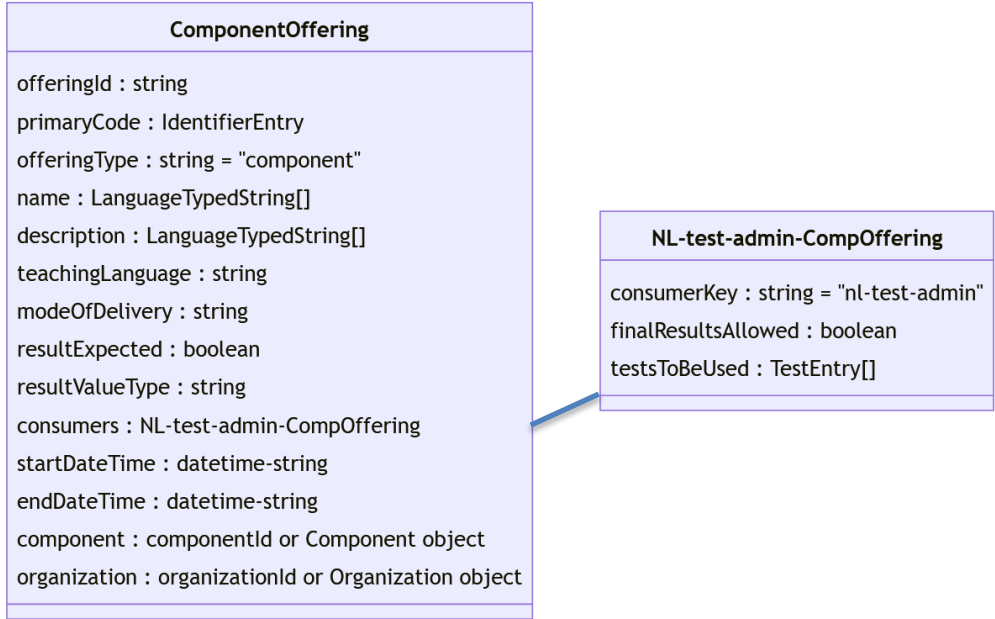 ComponentOffering
offeringId : string
primaryCode : IdentifierEntry
offeringType : string = "component"
name : LanguageTypedString[]
description : LanguageTypedString[]
teachingLanguage : string
modeOfDelivery : string
resultExpected : boolean
resultValueType : string
consumers : NL-test-admin-CompOffering
startDateTime : datetime-string
endDateTime : datetime-string
component : componentId or Component object
organization : organizationId or Organization object
NL-test-admin-CompOffering
consumerKey : string = "nl-test-admin"
finalResultsAllowed : boolean
testsToBeUsed : TestEntry[]